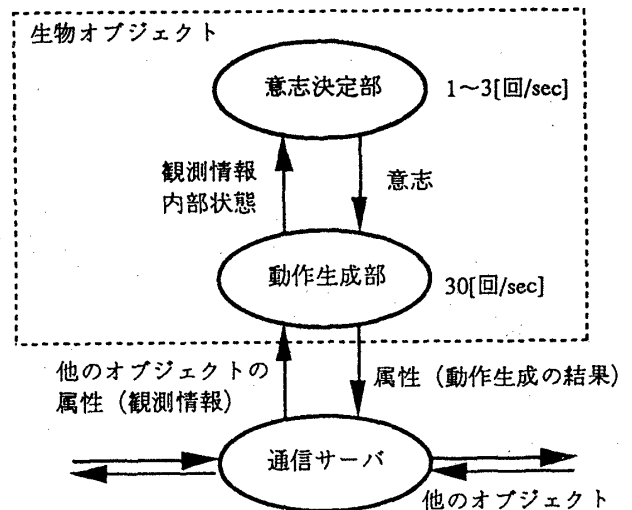 生物オブジェクト
意志決定部
1～3[回/sec]
観測情報
内部状態
意志
動作生成部
30[回/sec]
他のオブジェクトの
属性（観測情報）
属性（動作生成の結果）
通信サーバ
他のオブジェクト